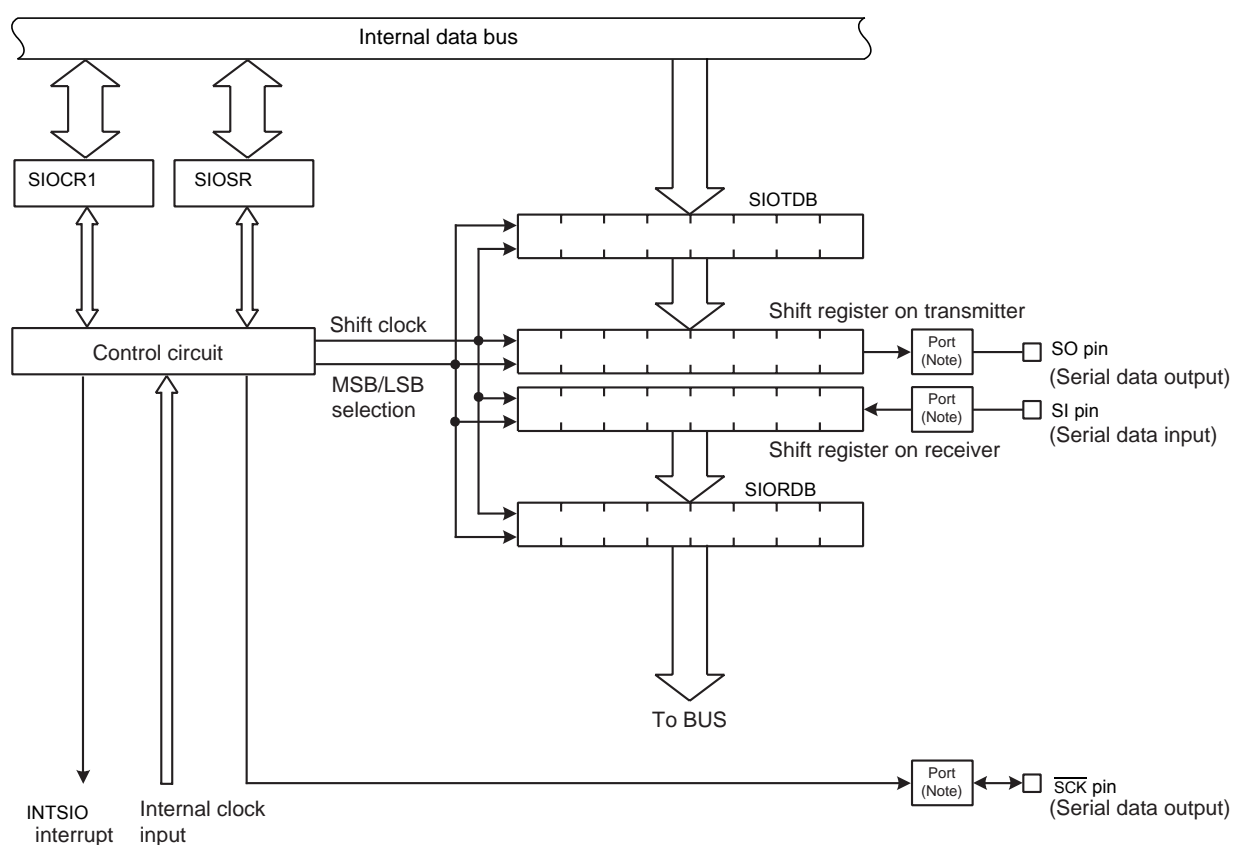 Internal data bus
SIOCR1
SIOSR
SIOTDB
Shift clock
Shift register on transmitter
Control circuit
Port
(Note)
SO pin
(Serial data output)
MSB/LSB
selection
Port
(Note)
SI pin
(Serial data input)
Shift register on receiver
SIORDB
To BUS
INTSIO
interrupt
Internal clock
input
Port
(Note)
SCK pin
(Serial data output)